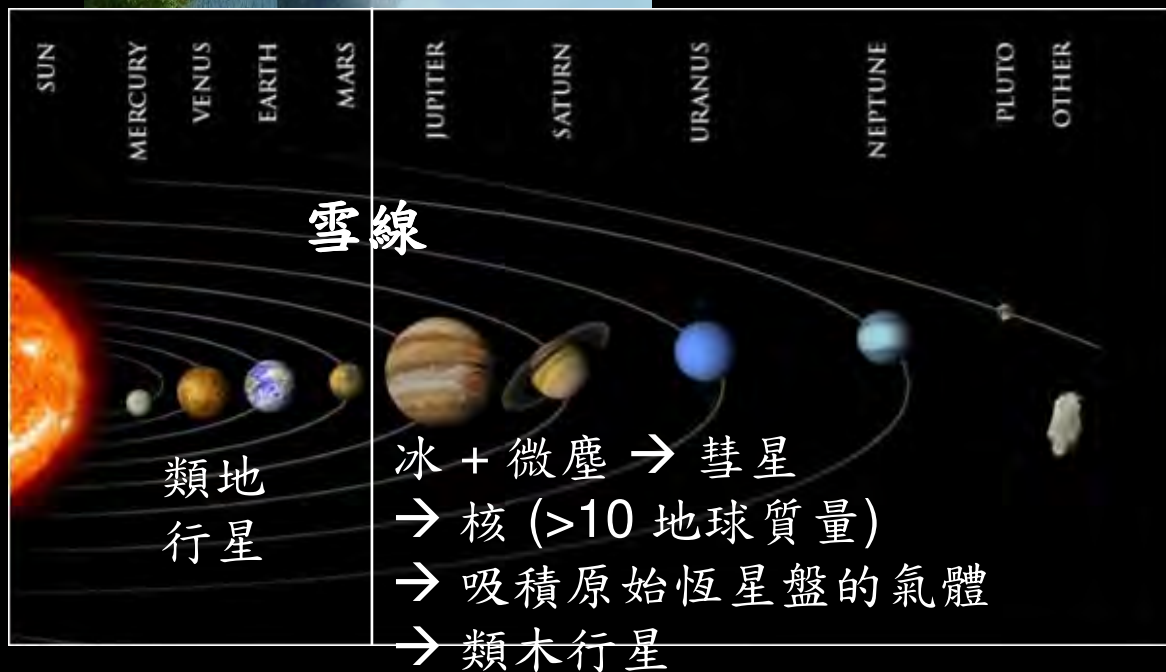 SUN
MERCURY
VENUS
EARTH
MARS
JUPITER
SATURN
URANUS
NEPTUNE
PLUTO
OTHER
雪線
類地
行星
冰 + 微塵 → 彗星
→ 核 (>10 地球質量)
→ 吸積原始恆星盤的氣體
→ 類木行星